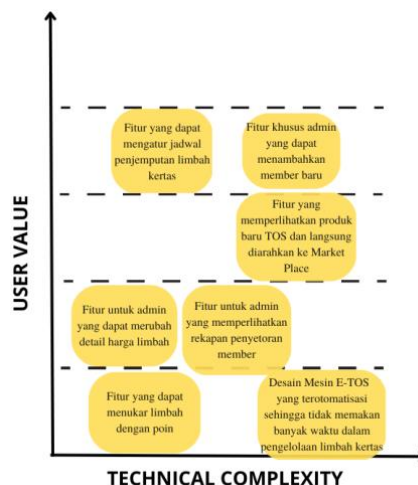 Fitur yang dapat
mengatur jadwal
penjemputan limbah
kertas
Fitur khusus admin
yang dapat
menambahkan
member baru
Fitur yang
memperlihatkan produk
baru TOS dan langsung
diarahkan ke Market
Place
Fitur untuk admin
yang dapat merubah
detail harga limbah
Fitur untuk admin
yang memperlihatkan
rekapan penyetoran
member
Fitur yang dapat
menukar limbah
dengan poin
Desain Mesin E-TOS
yang terotomatisasi
sehingga tidak memakan
banyak waktu dalam
pengelolaan limbah kertas
USER VALUE
TECHNICAL COMPLEXITY